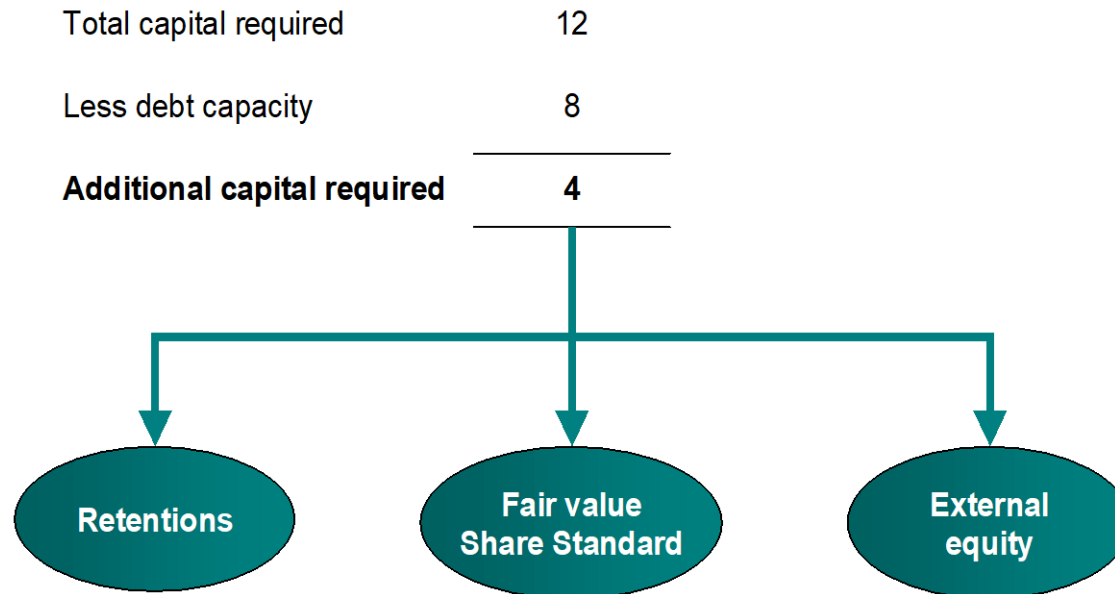 Total capital required 12
Less debt capacity 8
Additional capital required 4
Retentions
Fair value
Share Standard
External
equity